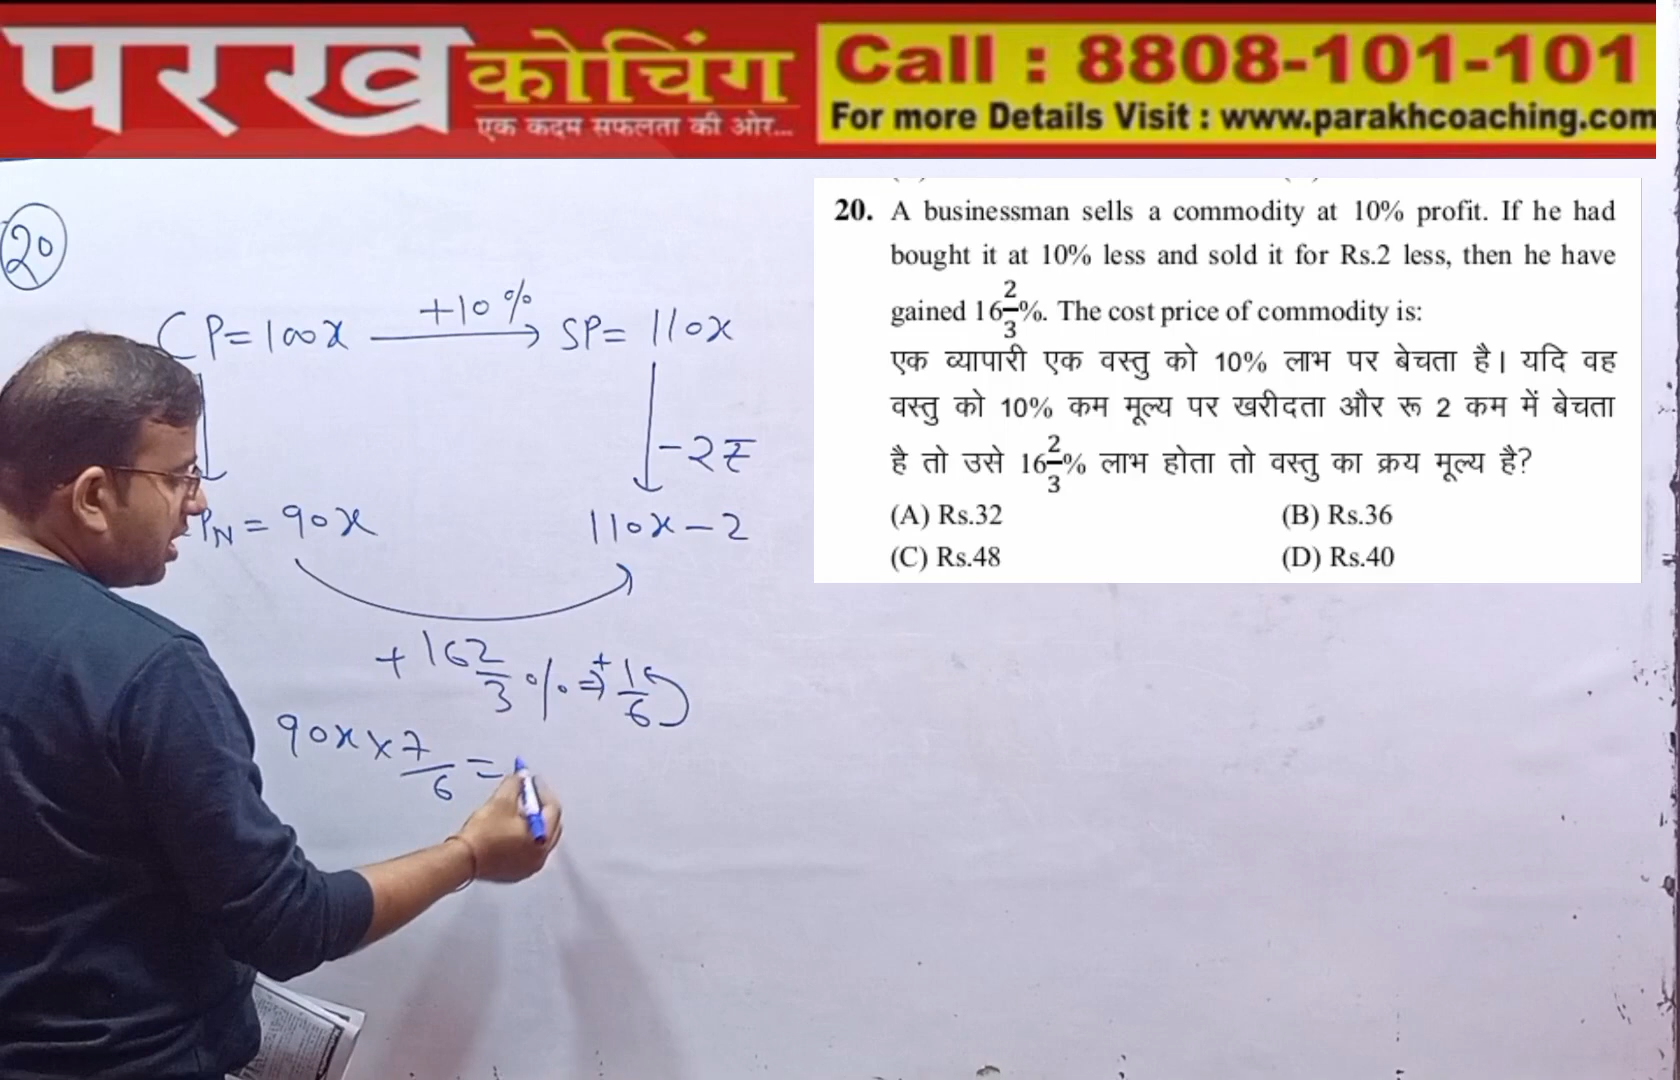 परख कोचिंग
एक कदम सफलता की ओर...
Call : 8808-101-101
For more Details Visit : www.parakhcoaching.com
20
CP=100x +10% SP= 110x
-2₹
PN = 90x 110x-2
+ 16 2/3 % ⇒ + 1/6
90x × 7/6 =
20. A businessman sells a commodity at 10% profit. If he had
bought it at 10% less and sold it for Rs.2 less, then he have
gained 16 2/3%. The cost price of commodity is:
एक व्यापारी एक वस्तु को 10% लाभ पर बेचता है। यदि वह
वस्तु को 10% कम मूल्य पर खरीदता और रू 2 कम में बेचता
है तो उसे 16 2/3% लाभ होता तो वस्तु का क्रय मूल्य है?
(A) Rs.32 (B) Rs.36
(C) Rs.48 (D) Rs.40